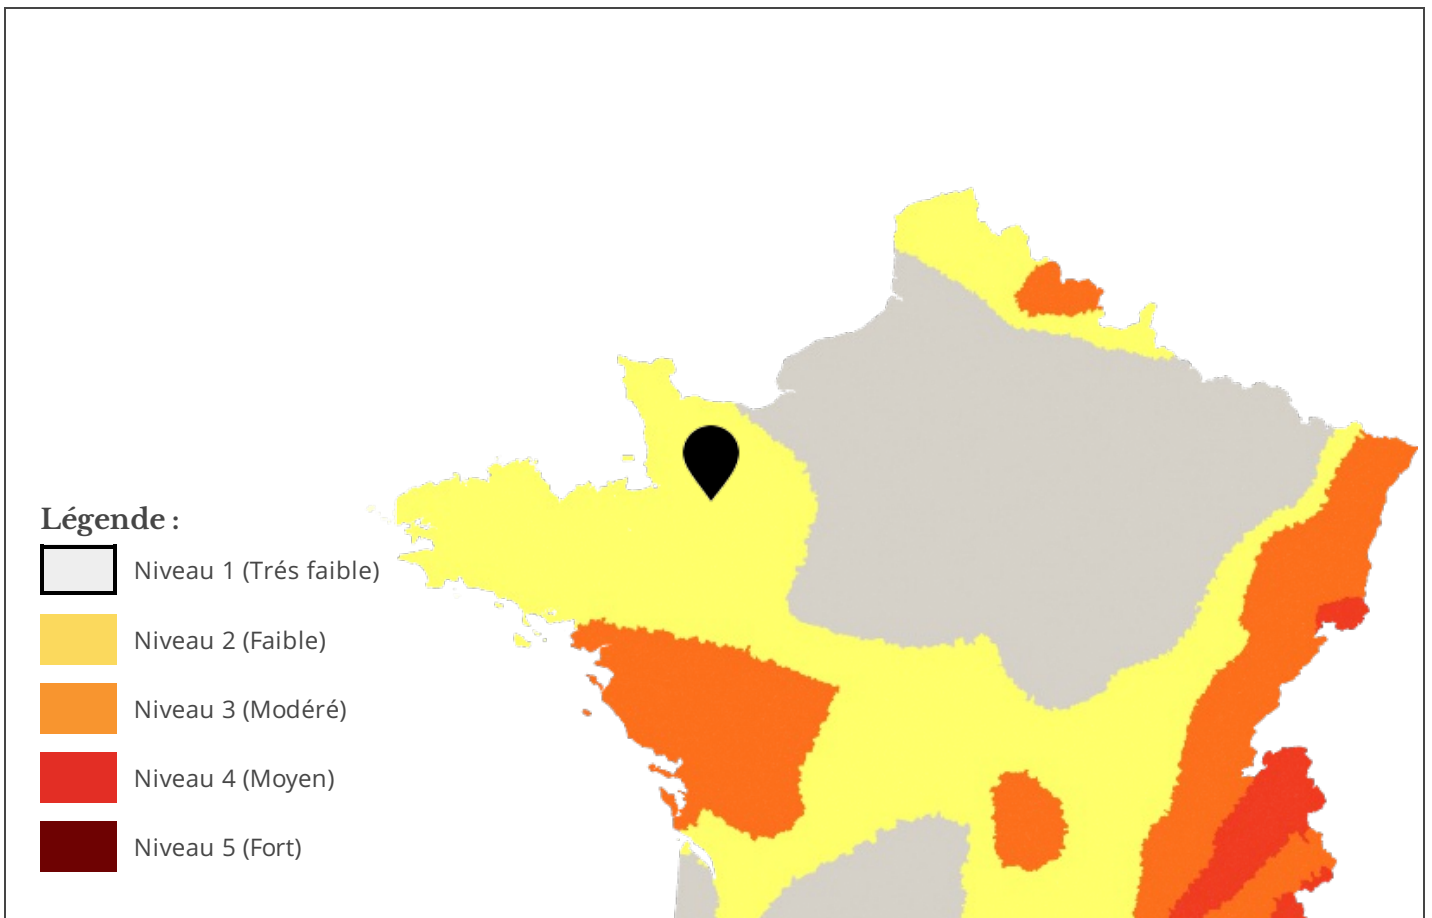 Légende :
Niveau 1 (Trés faible)
Niveau 2 (Faible)
Niveau 3 (Modéré)
Niveau 4 (Moyen)
Niveau 5 (Fort)